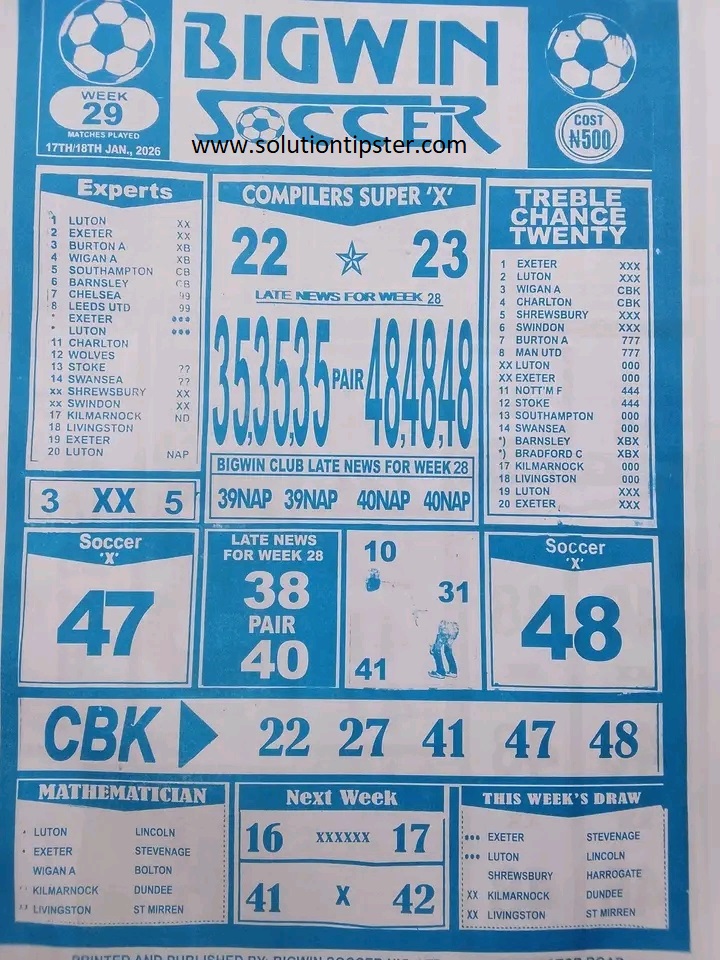 BIGWIN
SOCCER
WEEK
29
MATCHES PLAYED
17TH/18TH JAN., 2026
COST
₦500
www.solutiontipster.com
Experts
1 LUTON XX
2 EXETER XX
3 BURTON A XB
4 WIGAN A XB
5 SOUTHAMPTON CB
6 BARNSLEY CB
7 CHELSEA 99
8 LEEDS UTD 99
* EXETER ***
* LUTON ***
11 CHARLTON
12 WOLVES
13 STOKE ??
14 SWANSEA ??
xx SHREWSBURY XX
xx SWINDON XX
17 KILMARNOCK ND
18 LIVINGSTON
19 EXETER
20 LUTON NAP
3 XX 5
COMPILERS SUPER 'X'
22 ☆ 23
LATE NEWS FOR WEEK 28
35,35,35 PAIR 48,48,48
BIGWIN CLUB LATE NEWS FOR WEEK 28
39NAP 39NAP 40NAP 40NAP
TREBLE
CHANCE
TWENTY
1 EXETER XXX
2 LUTON XXX
3 WIGAN A CBK
4 CHARLTON CBK
5 SHREWSBURY XXX
6 SWINDON XXX
7 BURTON A 777
8 MAN UTD 777
XX LUTON 000
XX EXETER 000
11 NOTT'M F 444
12 STOKE 444
13 SOUTHAMPTON 000
14 SWANSEA 000
*) BARNSLEY XBX
*) BRADFORD C XBX
17 KILMARNOCK 000
18 LIVINGSTON 000
19 LUTON XXX
20 EXETER XXX
Soccer
'X'
47
LATE NEWS
FOR WEEK 28
38
PAIR
40
10
31
41
Soccer
'X'
48
CBK 22 27 41 47 48
MATHEMATICIAN
• LUTON LINCOLN
• EXETER STEVENAGE
WIGAN A BOLTON
KILMARNOCK DUNDEE
LIVINGSTON ST MIRREN
Next Week
16 xxxxxx 17
41 X 42
THIS WEEK'S DRAW
*** EXETER STEVENAGE
*** LUTON LINCOLN
SHREWSBURY HARROGATE
XX KILMARNOCK DUNDEE
XX LIVINGSTON ST MIRREN
PRINTED AND PUBLISHED BY: BIGWIN SOCCER